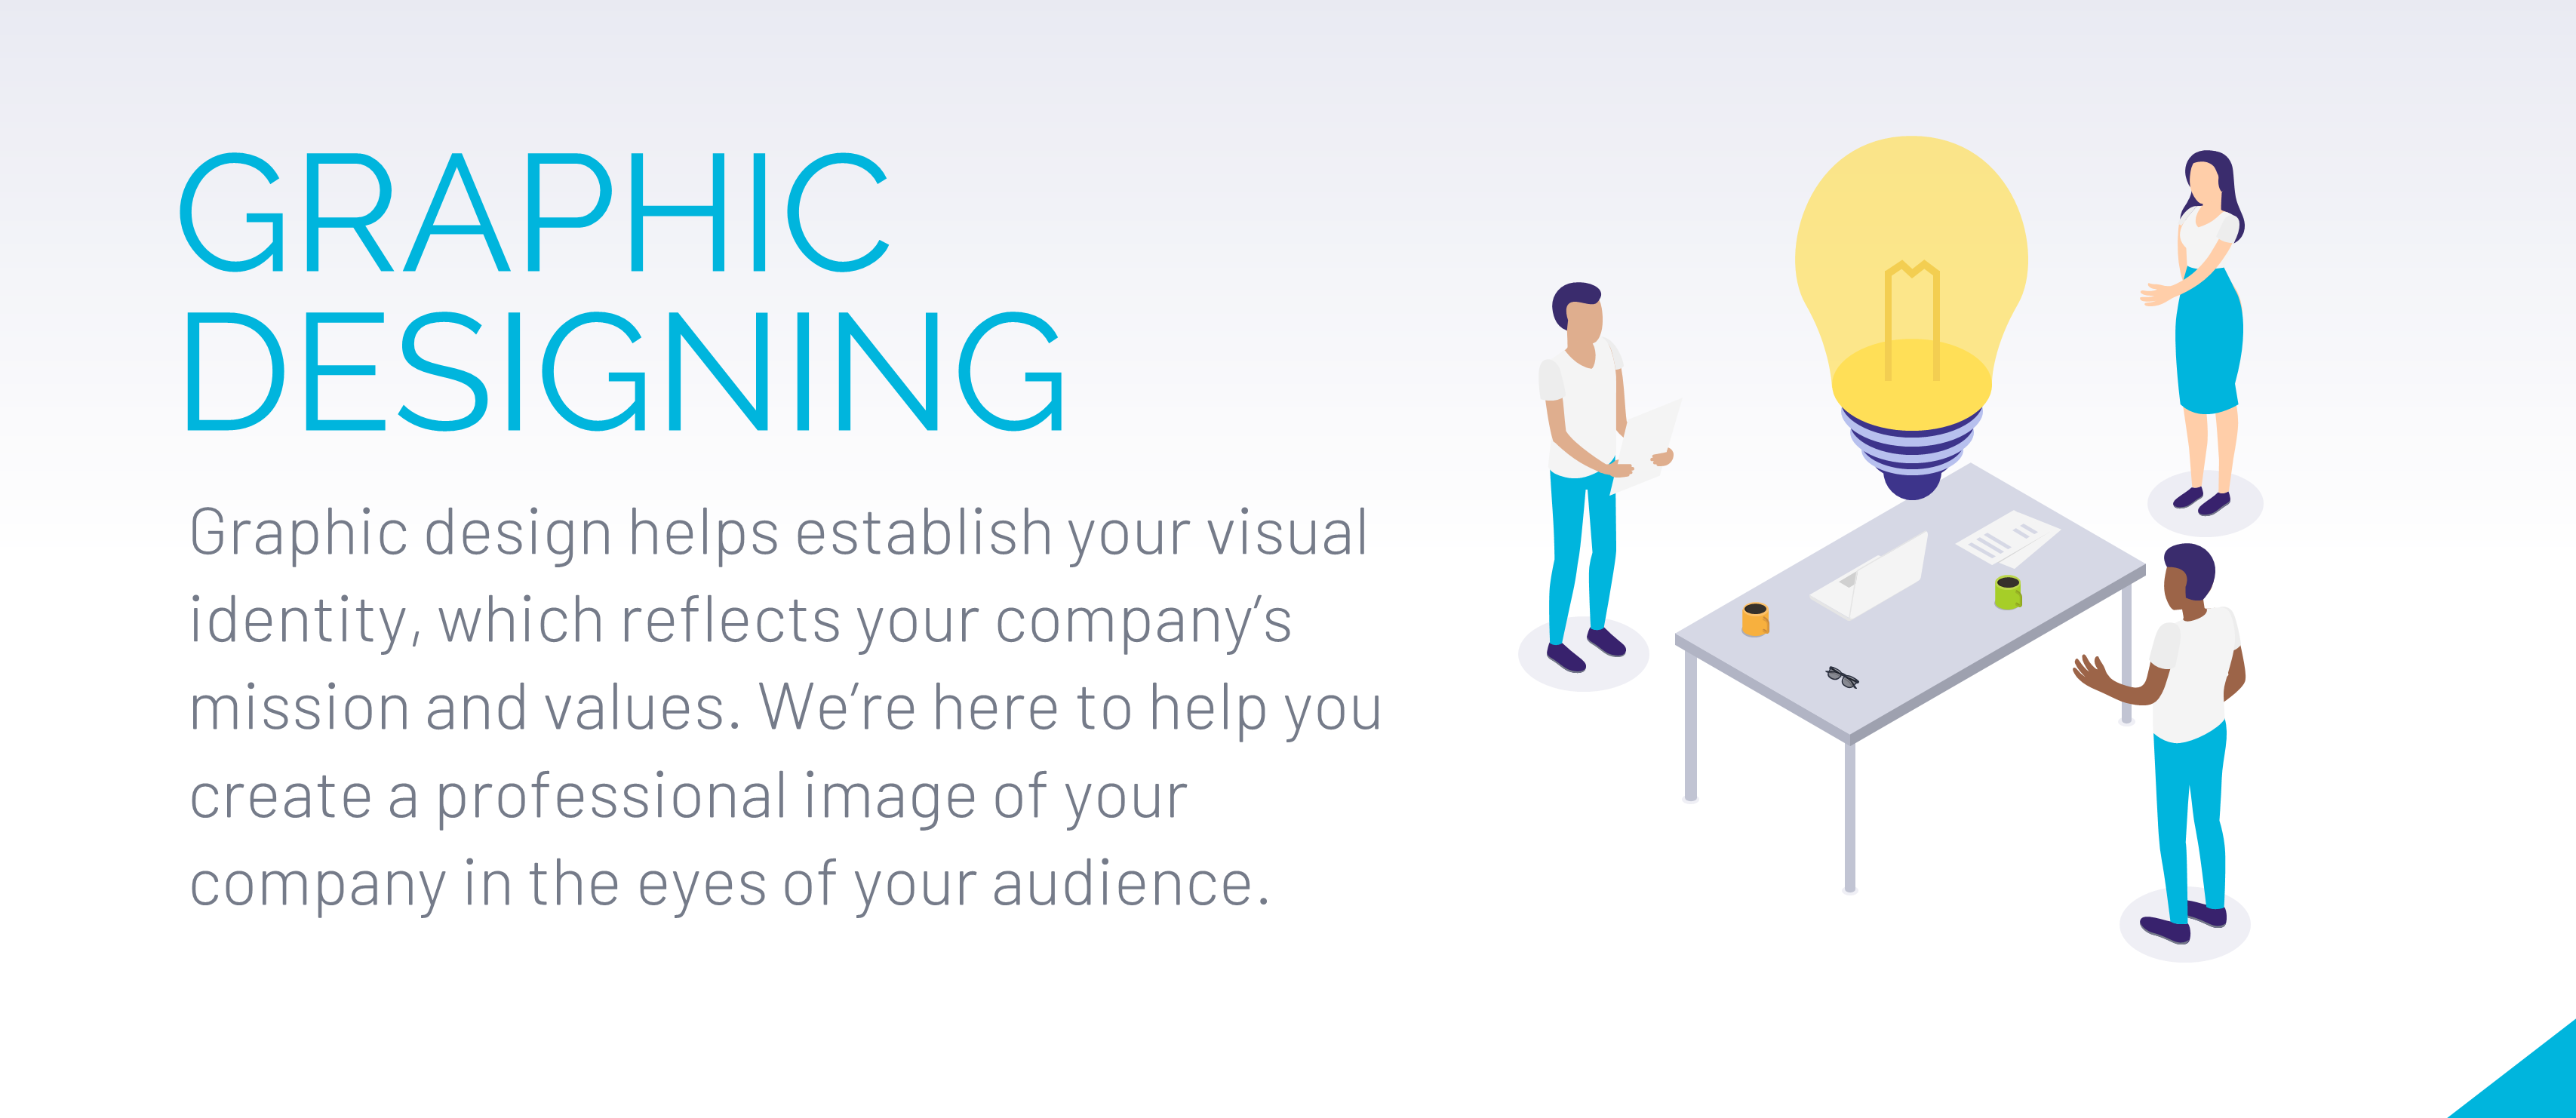 GRAPHIC
DESIGNING
Graphic design helps establish your visual
identity, which reflects your company’s
mission and values. We’re here to help you
create a professional image of your
company in the eyes of your audience.